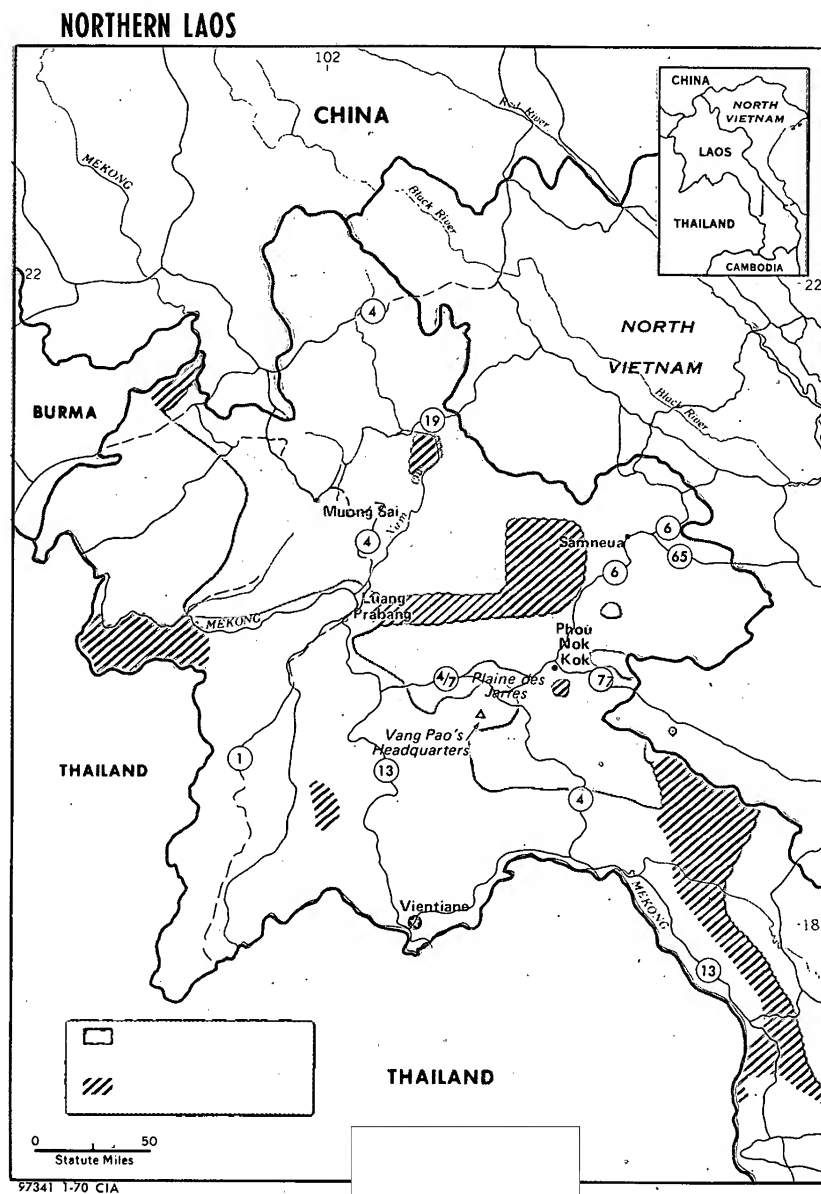 NORTHERN LAOS
102
CHINA
Red River
MEKONG
Black River
CHINA
NORTH
VIETNAM
LAOS
THAILAND
CAMBODIA
22
22
4
NORTH
VIETNAM
BURMA
Black River
19
Muong Sai
Nam
4
Samneua
6
65
6
MEKONG
Luang
Prabang
Phou
Nok
Kok
4/7
Plaine des
Jarres
7
Vang Pao's
Headquarters
THAILAND
1
13
4
MEKONG
Vientiane
18
13
THAILAND
0 50
Statute Miles
97341 1-70 CIA